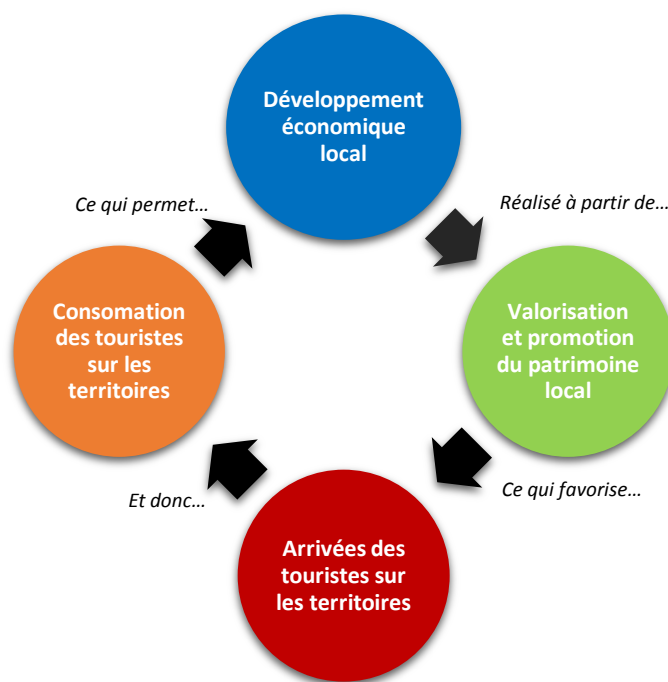 Développement
économique
local
Réalisé à partir de…
Valorisation
et promotion
du patrimoine
local
Ce qui favorise…
Arrivées des
touristes sur
les territoires
Et donc…
Consomation
des touristes
sur les
territoires
Ce qui permet…